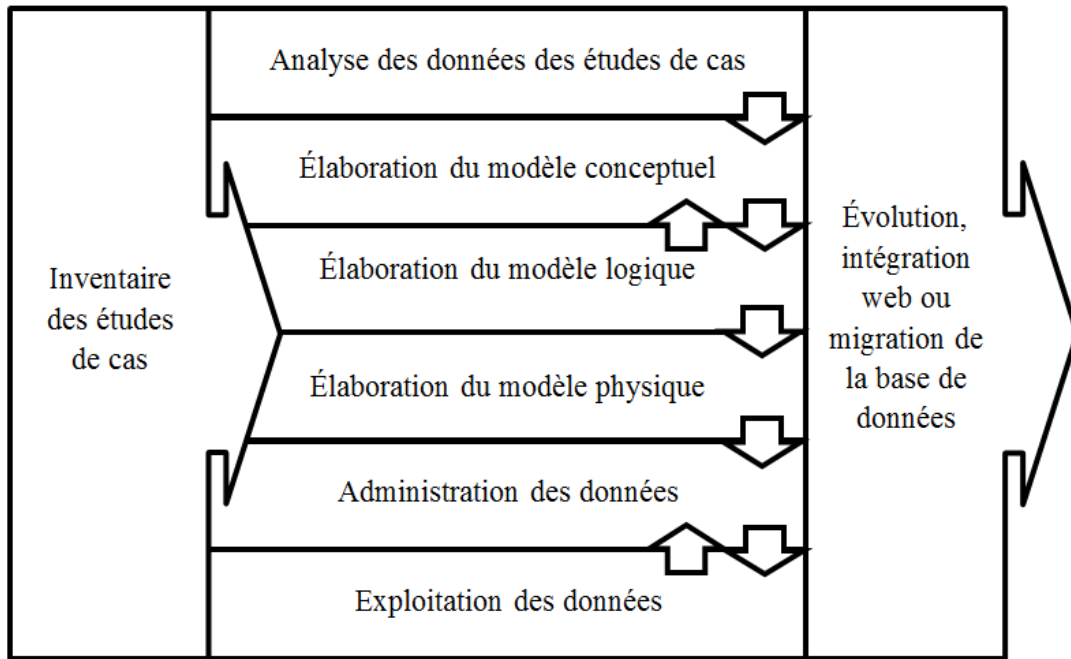 Inventaire
des études
de cas
Analyse des données des études de cas
Élaboration du modèle conceptuel
Élaboration du modèle logique
Élaboration du modèle physique
Administration des données
Exploitation des données
Évolution,
intégration
web ou
migration de
la base de
données